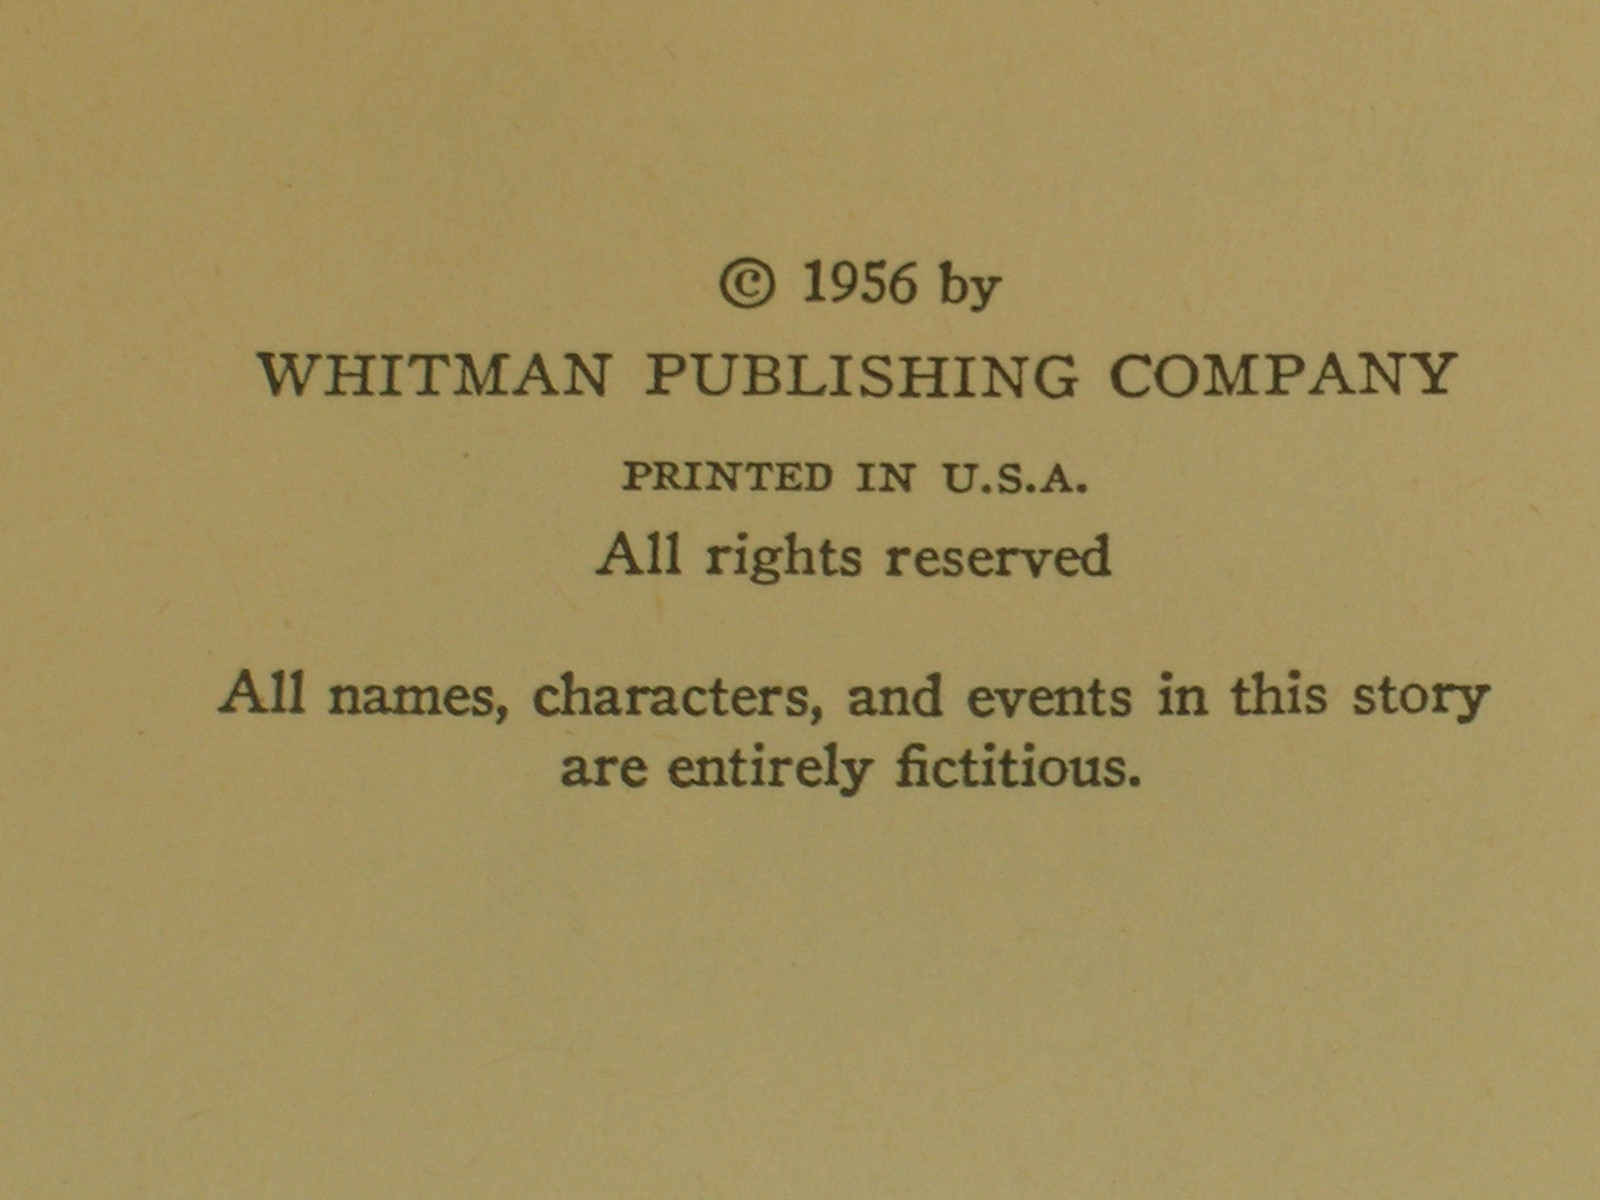 © 1956 by
WHITMAN PUBLISHING COMPANY
PRINTED IN U.S.A.
All rights reserved
All names, characters, and events in this story
are entirely fictitious.